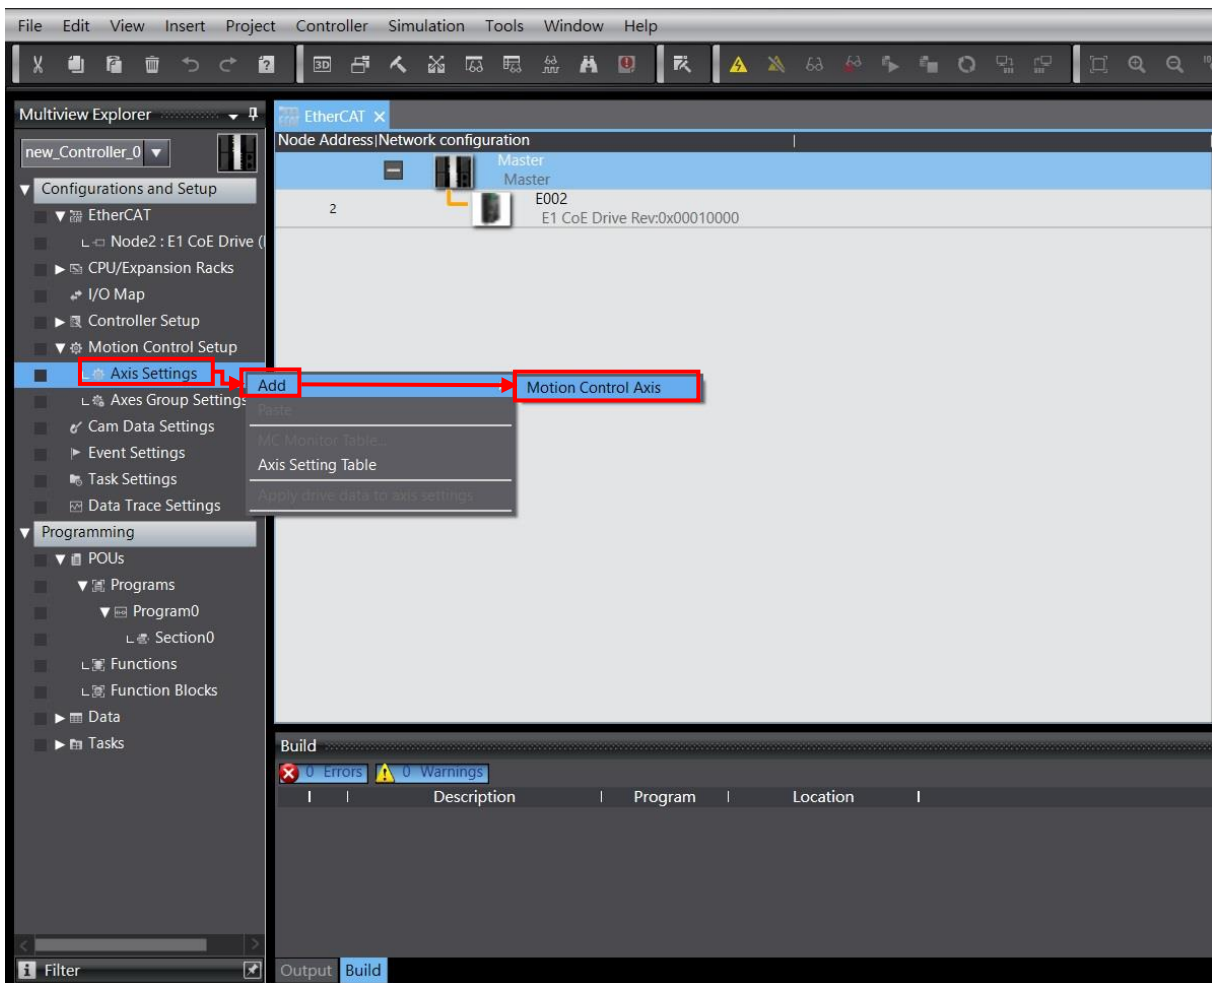 File Edit View Insert Project Controller Simulation Tools Window Help
Multiview Explorer
new_Controller_0
Configurations and Setup
EtherCAT
Node2 : E1 CoE Drive (
CPU/Expansion Racks
I/O Map
Controller Setup
Motion Control Setup
Axis Settings
Axes Group Settings
Cam Data Settings
Event Settings
Task Settings
Data Trace Settings
Programming
POUs
Programs
Program0
Section0
Functions
Function Blocks
Data
Tasks
Filter
EtherCAT
Node Address|Network configuration
Master
Master
2
E002
E1 CoE Drive Rev:0x00010000
Add
Paste
MC Monitor Table...
Axis Setting Table
Apply drive data to axis settings
Motion Control Axis
Build
0 Errors 0 Warnings
Description Program Location
Output Build
3D